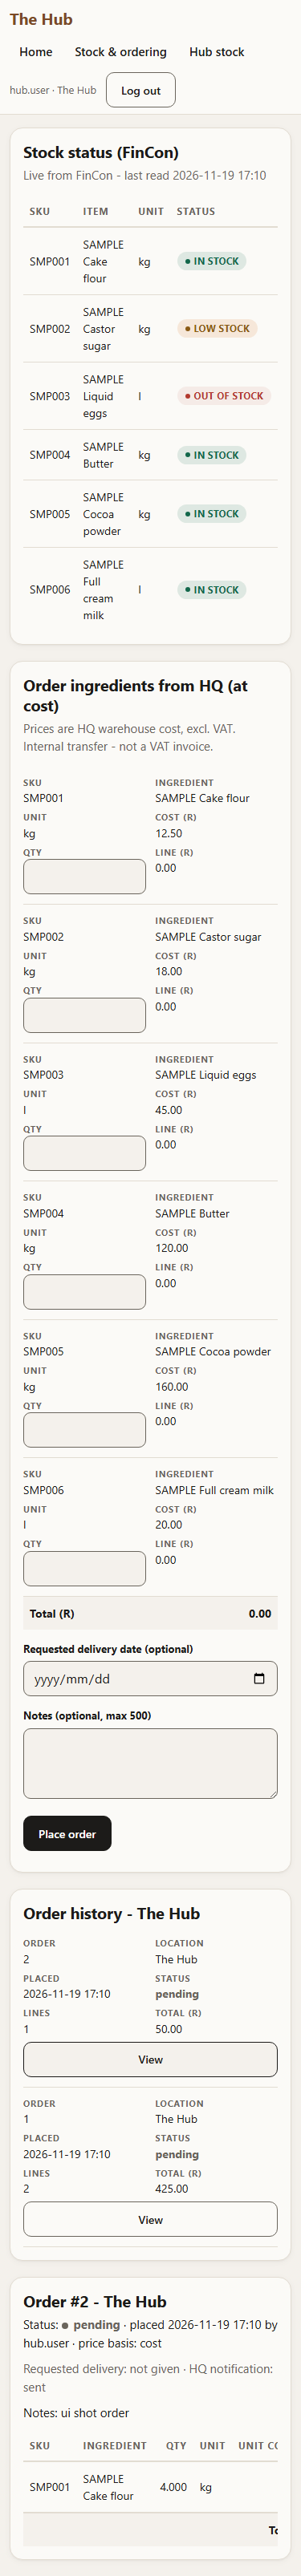 The Hub
Home Stock & ordering Hub stock
hub.user · The Hub Log out
Stock status (FinCon)
Live from FinCon - last read 2026-11-19 17:10
SKU ITEM UNIT STATUS
SMP001 SAMPLE Cake flour kg IN STOCK
SMP002 SAMPLE Castor sugar kg LOW STOCK
SMP003 SAMPLE Liquid eggs l OUT OF STOCK
SMP004 SAMPLE Butter kg IN STOCK
SMP005 SAMPLE Cocoa powder kg IN STOCK
SMP006 SAMPLE Full cream milk l IN STOCK
Order ingredients from HQ (at
cost)
Prices are HQ warehouse cost, excl. VAT.
Internal transfer - not a VAT invoice.
SKU INGREDIENT
SMP001 SAMPLE Cake flour
UNIT COST (R)
kg 12.50
QTY LINE (R)
0.00
SKU INGREDIENT
SMP002 SAMPLE Castor sugar
UNIT COST (R)
kg 18.00
QTY LINE (R)
0.00
SKU INGREDIENT
SMP003 SAMPLE Liquid eggs
UNIT COST (R)
l 45.00
QTY LINE (R)
0.00
SKU INGREDIENT
SMP004 SAMPLE Butter
UNIT COST (R)
kg 120.00
QTY LINE (R)
0.00
SKU INGREDIENT
SMP005 SAMPLE Cocoa powder
UNIT COST (R)
kg 160.00
QTY LINE (R)
0.00
SKU INGREDIENT
SMP006 SAMPLE Full cream milk
UNIT COST (R)
l 20.00
QTY LINE (R)
0.00
Total (R) 0.00
Requested delivery date (optional)
yyyy/mm/dd
Notes (optional, max 500)
Place order
Order history - The Hub
ORDER LOCATION
2 The Hub
PLACED STATUS
2026-11-19 17:10 pending
LINES TOTAL (R)
1 50.00
View
ORDER LOCATION
1 The Hub
PLACED STATUS
2026-11-19 17:10 pending
LINES TOTAL (R)
2 425.00
View
Order #2 - The Hub
Status: pending · placed 2026-11-19 17:10 by
hub.user · price basis: cost
Requested delivery: not given · HQ notification:
sent
Notes: ui shot order
SKU INGREDIENT QTY UNIT UNIT
SMP001 SAMPLE Cake flour 4.000 kg